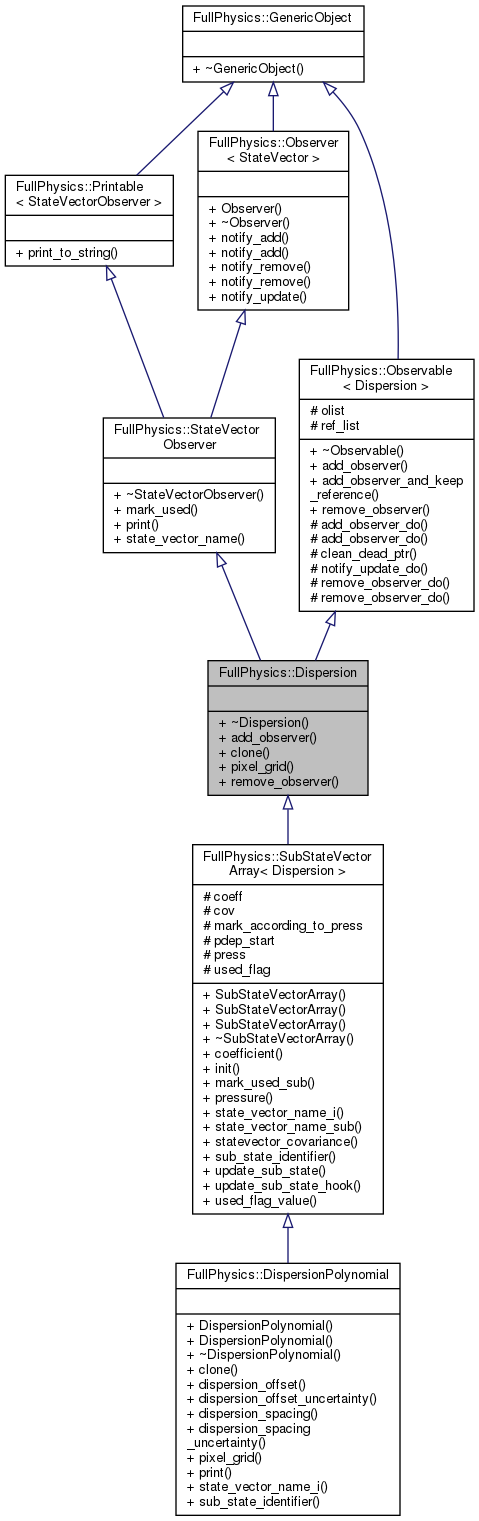 FullPhysics::GenericObject
+ ~GenericObject()
FullPhysics::Observer
< StateVector >
+ Observer()
+ ~Observer()
+ notify_add()
+ notify_add()
+ notify_remove()
+ notify_remove()
+ notify_update()
FullPhysics::Printable
< StateVectorObserver >
+ print_to_string()
FullPhysics::Observable
< Dispersion >
# olist
# ref_list
+ ~Observable()
+ add_observer()
+ add_observer_and_keep
_reference()
+ remove_observer()
# add_observer_do()
# add_observer_do()
# clean_dead_ptr()
# notify_update_do()
# remove_observer_do()
# remove_observer_do()
FullPhysics::StateVector
Observer
+ ~StateVectorObserver()
+ mark_used()
+ print()
+ state_vector_name()
FullPhysics::Dispersion
+ ~Dispersion()
+ add_observer()
+ clone()
+ pixel_grid()
+ remove_observer()
FullPhysics::SubStateVector
Array< Dispersion >
# coeff
# cov
# mark_according_to_press
# pdep_start
# press
# used_flag
+ SubStateVectorArray()
+ SubStateVectorArray()
+ SubStateVectorArray()
+ ~SubStateVectorArray()
+ coefficient()
+ init()
+ mark_used_sub()
+ pressure()
+ state_vector_name_i()
+ state_vector_name_sub()
+ statevector_covariance()
+ sub_state_identifier()
+ update_sub_state()
+ update_sub_state_hook()
+ used_flag_value()
FullPhysics::DispersionPolynomial
+ DispersionPolynomial()
+ DispersionPolynomial()
+ ~DispersionPolynomial()
+ clone()
+ dispersion_offset()
+ dispersion_offset_uncertainty()
+ dispersion_spacing()
+ dispersion_spacing
_uncertainty()
+ pixel_grid()
+ print()
+ state_vector_name_i()
+ sub_state_identifier()